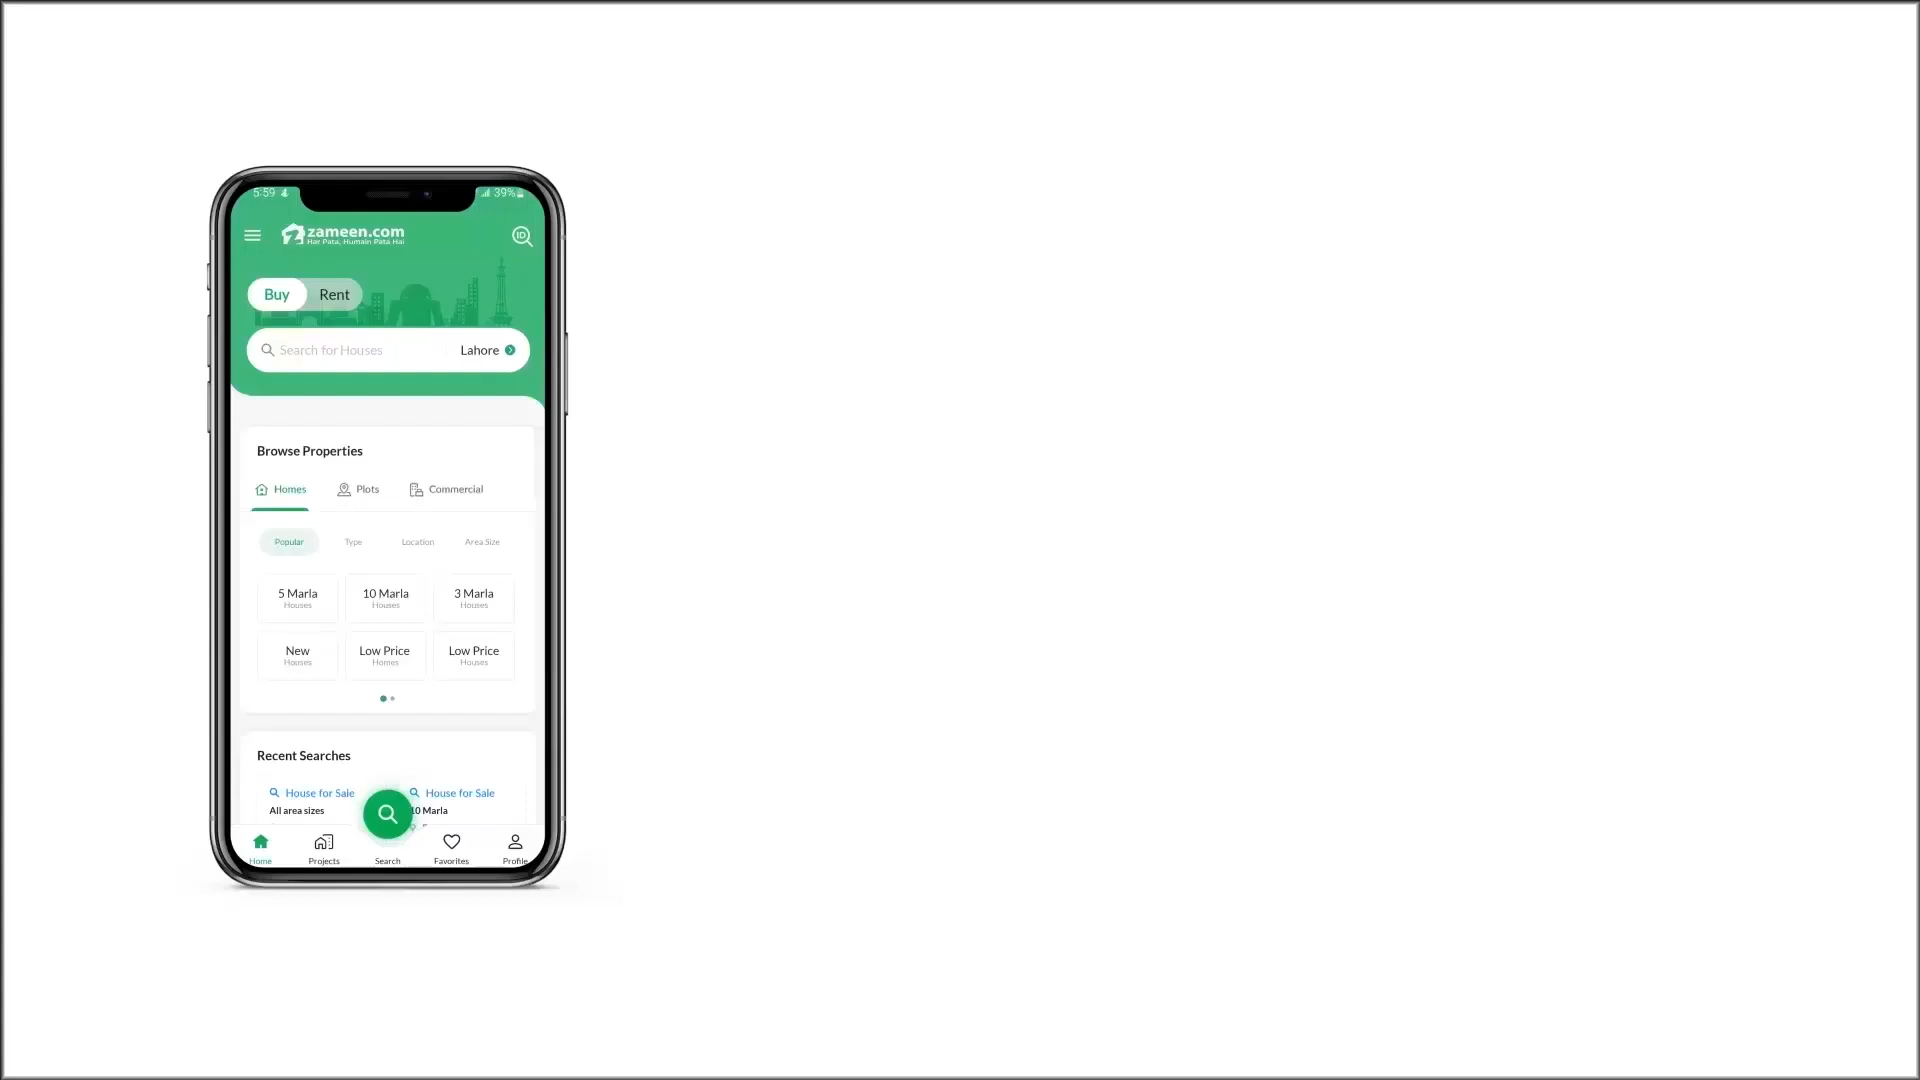 5:59
39%
zameen.com
Har Pata, Humain Pata Hai
ID
Buy Rent
Search for Houses Lahore
Browse Properties
Homes Plots Commercial
Popular Type Location Area Size
5 Marla 10 Marla 3 Marla
Houses Houses Houses
New Low Price Low Price
Houses Homes Houses
Recent Searches
House for Sale House for Sale
All area sizes 10 Marla
Home Projects Search Favorites Profile